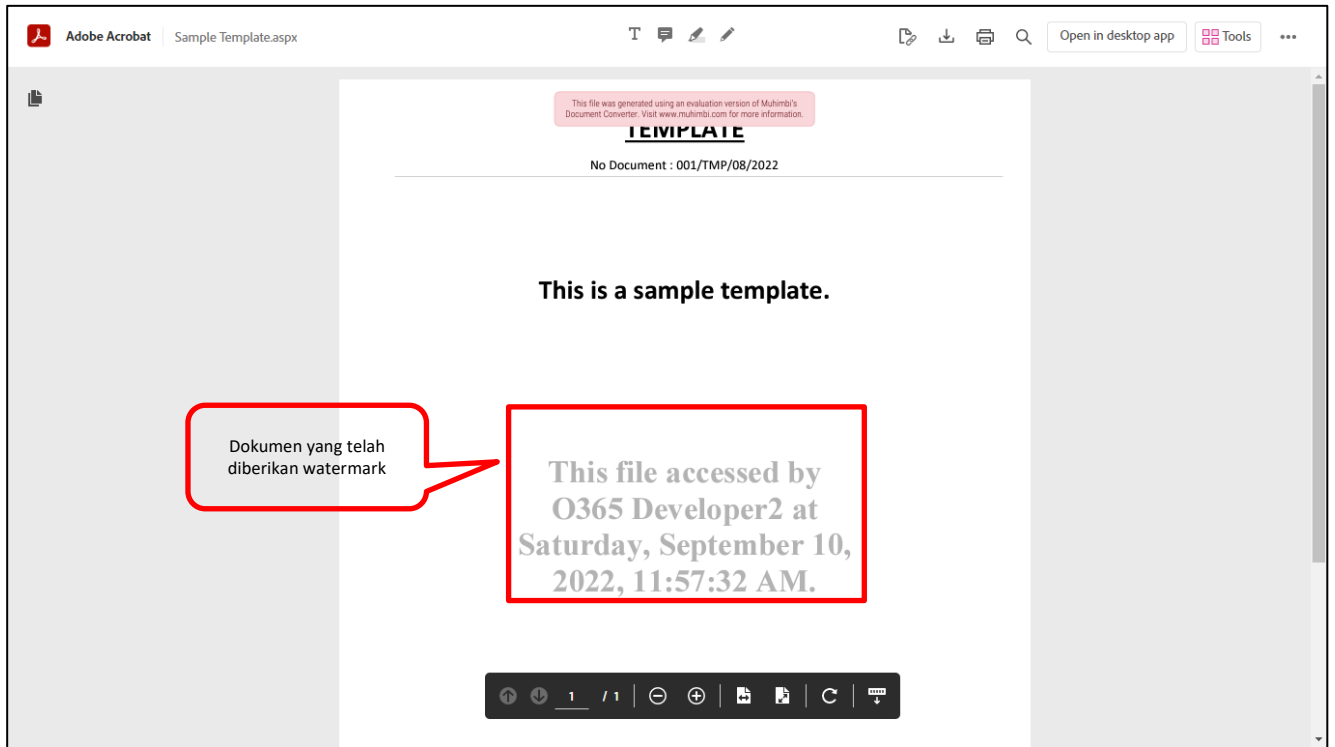 Adobe Acrobat
Sample Template.aspx
Open in desktop app
Tools
This file was generated using an evaluation version of Muhimbi's
Document Converter. Visit www.muhimbi.com for more information.
TEMPLATE
No Document : 001/TMP/08/2022
This is a sample template.
Dokumen yang telah
diberikan watermark
This file accessed by
O365 Developer2 at
Saturday, September 10,
2022, 11:57:32 AM.
1 / 1